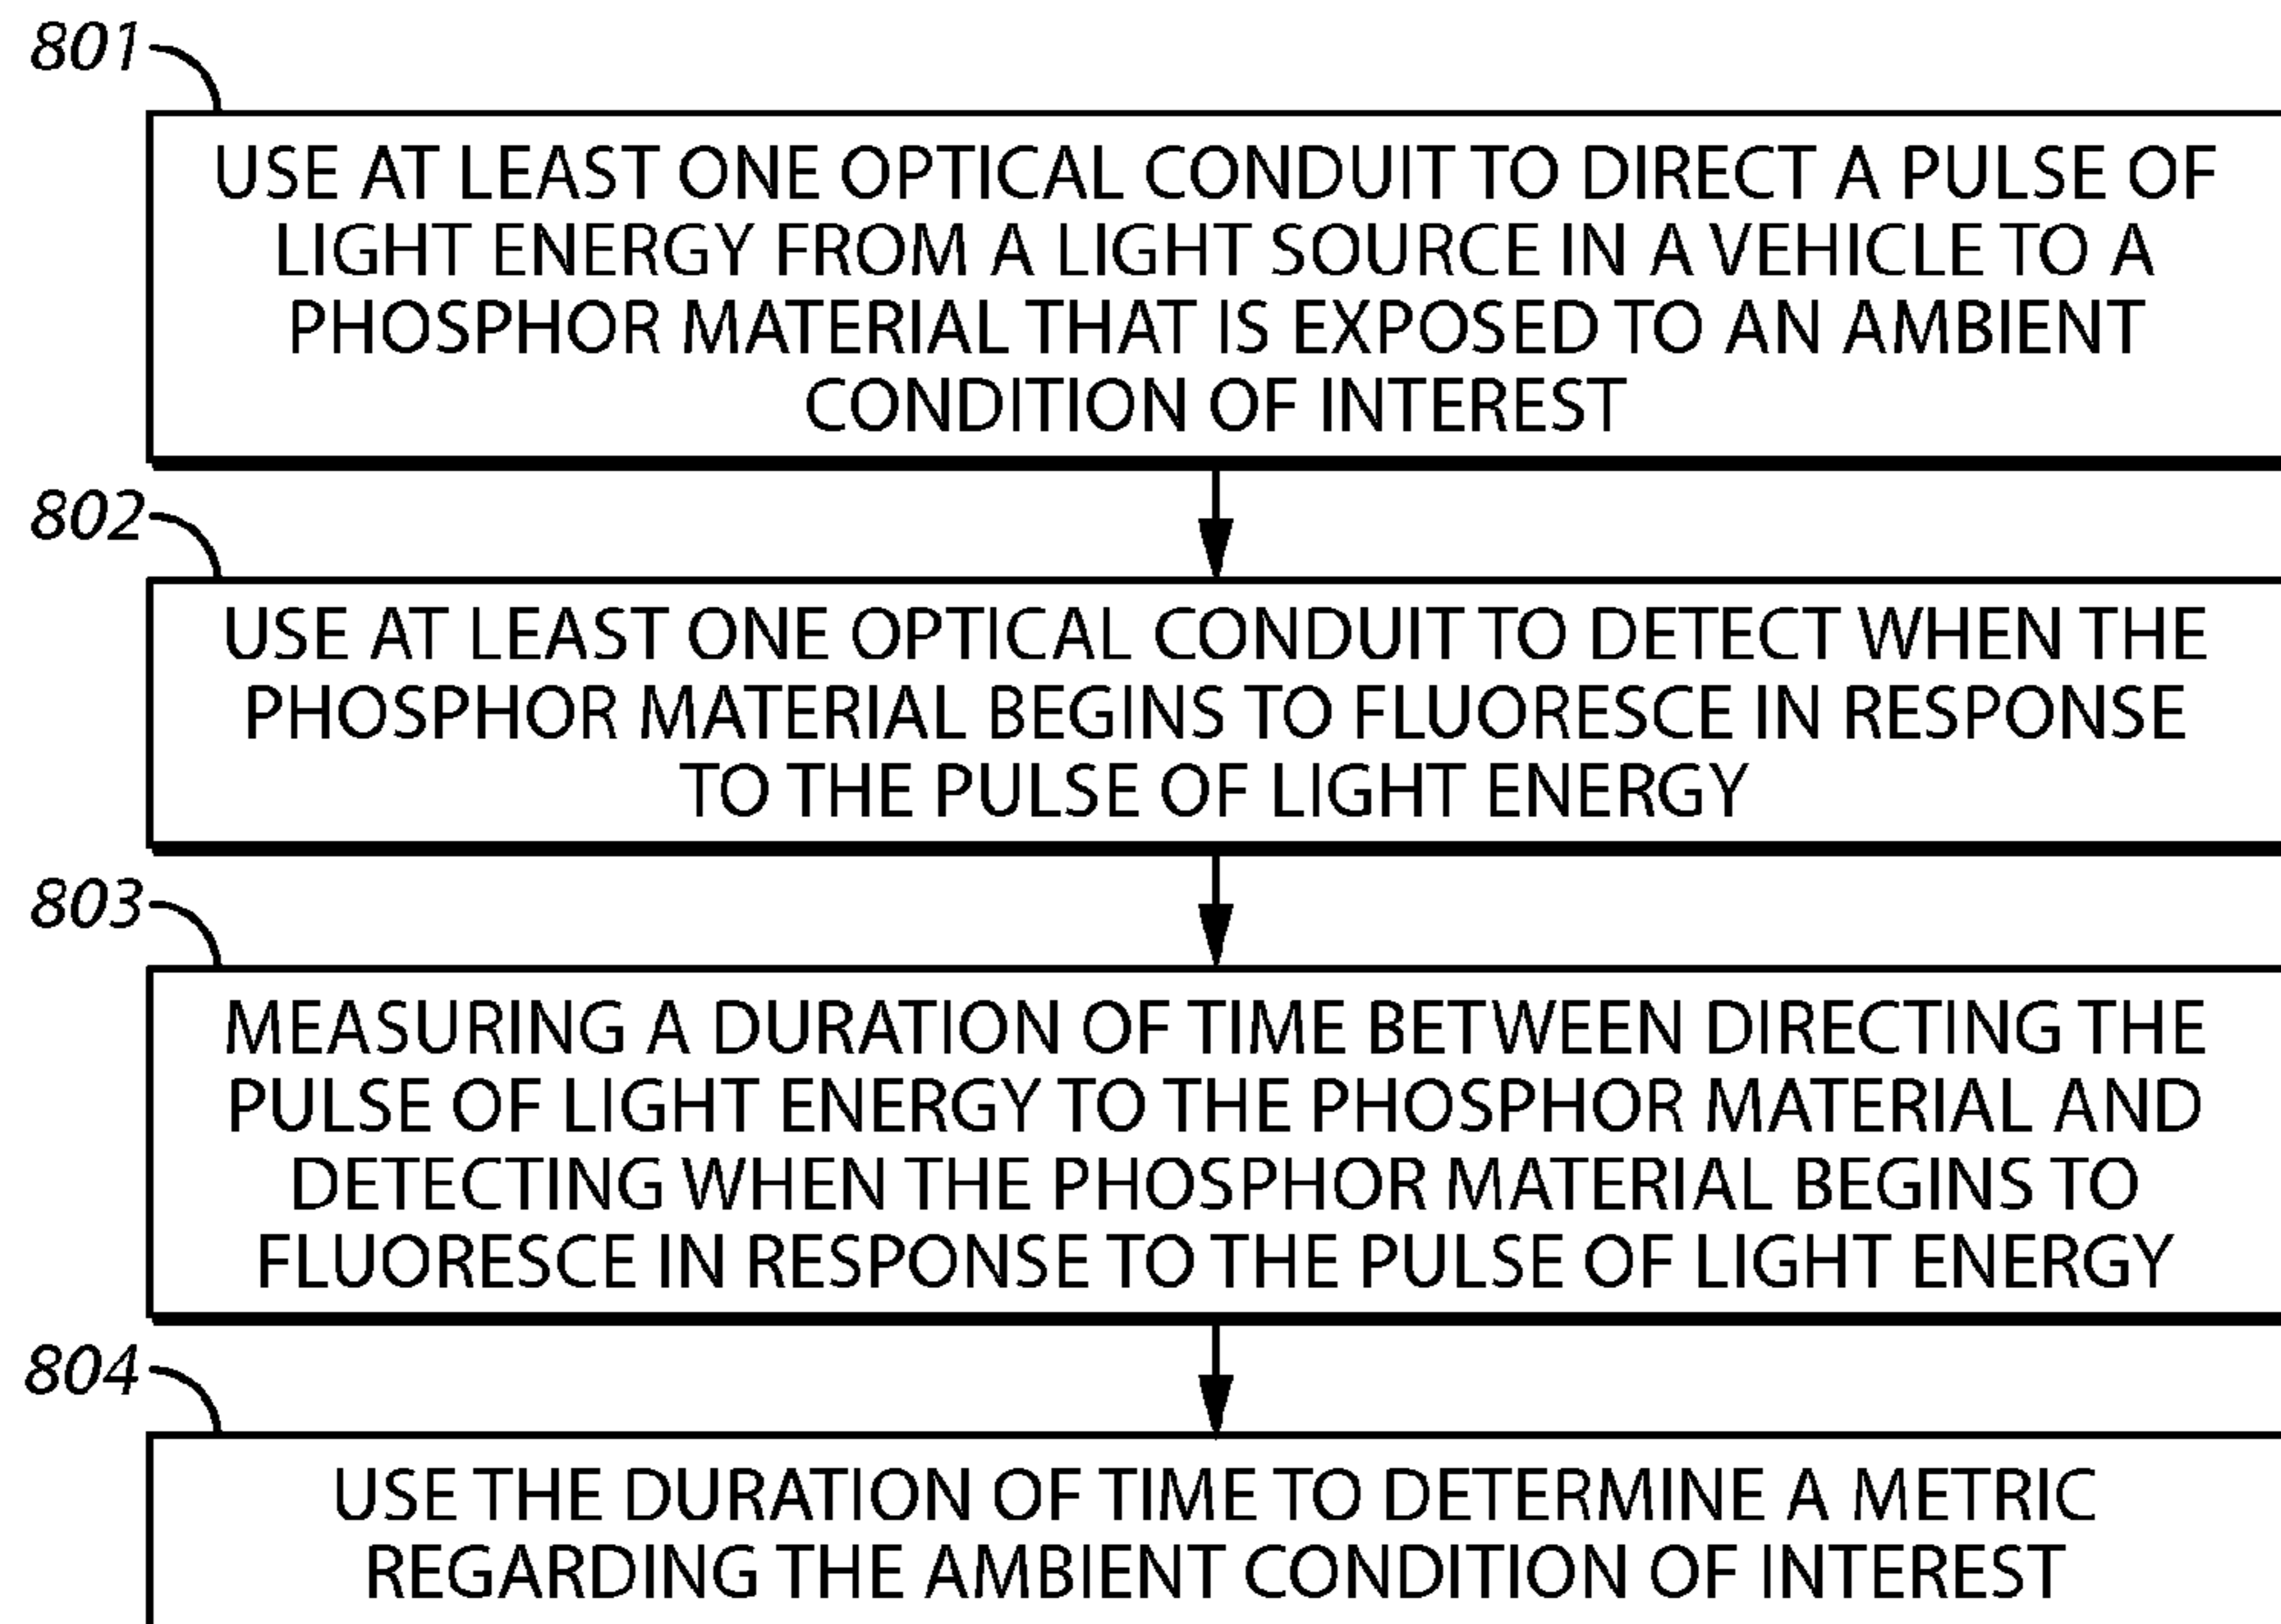 801
USE AT LEAST ONE OPTICAL CONDUIT TO DIRECT A PULSE OF
LIGHT ENERGY FROM A LIGHT SOURCE IN A VEHICLE TO A
PHOSPHOR MATERIAL THAT IS EXPOSED TO AN AMBIENT
CONDITION OF INTEREST
802
USE AT LEAST ONE OPTICAL CONDUIT TO DETECT WHEN THE
PHOSPHOR MATERIAL BEGINS TO FLUORESCE IN RESPONSE
TO THE PULSE OF LIGHT ENERGY
803
MEASURING A DURATION OF TIME BETWEEN DIRECTING THE
PULSE OF LIGHT ENERGY TO THE PHOSPHOR MATERIAL AND
DETECTING WHEN THE PHOSPHOR MATERIAL BEGINS TO
FLUORESCE IN RESPONSE TO THE PULSE OF LIGHT ENERGY
804
USE THE DURATION OF TIME TO DETERMINE A METRIC
REGARDING THE AMBIENT CONDITION OF INTEREST